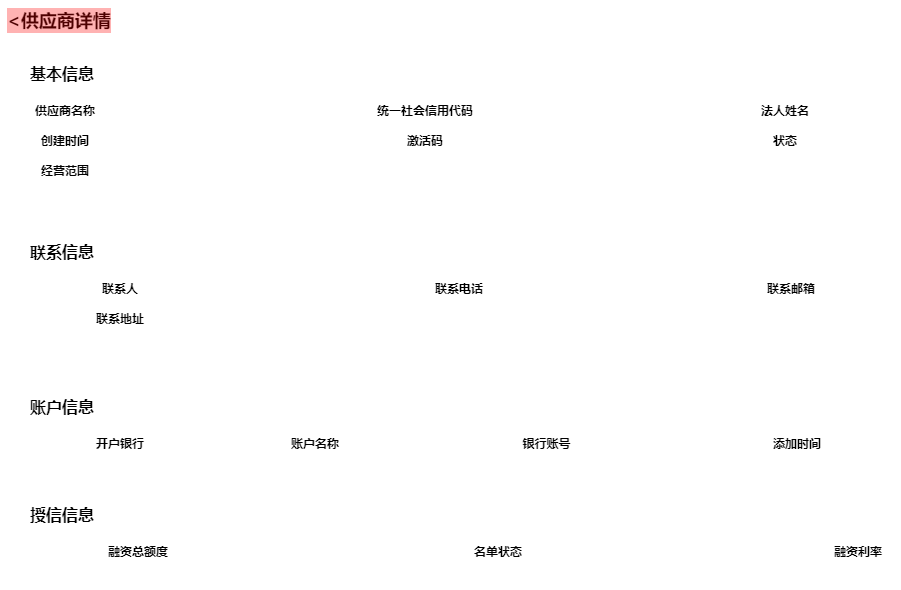 <供应商详情
基本信息
供应商名称 统一社会信用代码 法人姓名
创建时间 激活码 状态
经营范围
联系信息
联系人 联系电话 联系邮箱
联系地址
账户信息
开户银行 账户名称 银行账号 添加时间
授信信息
融资总额度 名单状态 融资利率